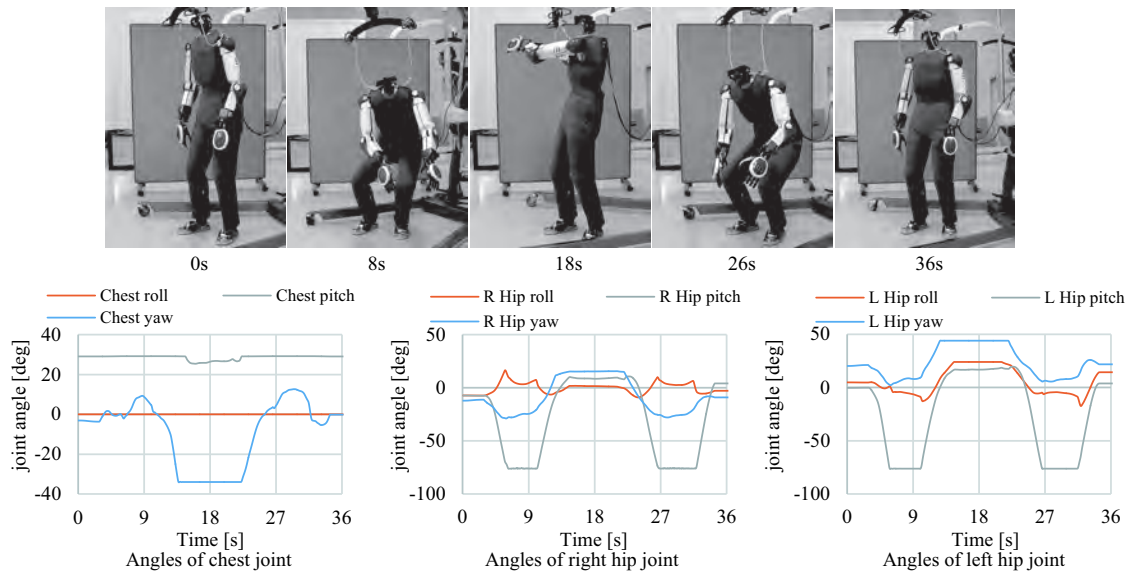 0s 8s 18s 26s 36s
Chest roll Chest pitch
Chest yaw
joint angle [deg]
40
20
0
-20
-40
0 9 18 27 36
Time [s]
Angles of chest joint
R Hip roll R Hip pitch
R Hip yaw
joint angle [deg]
50
0
-50
-100
0 9 18 27 36
Time [s]
Angles of right hip joint
L Hip roll L Hip pitch
L Hip yaw
joint angle [deg]
50
0
-50
-100
0 9 18 27 36
Time [s]
Angles of left hip joint